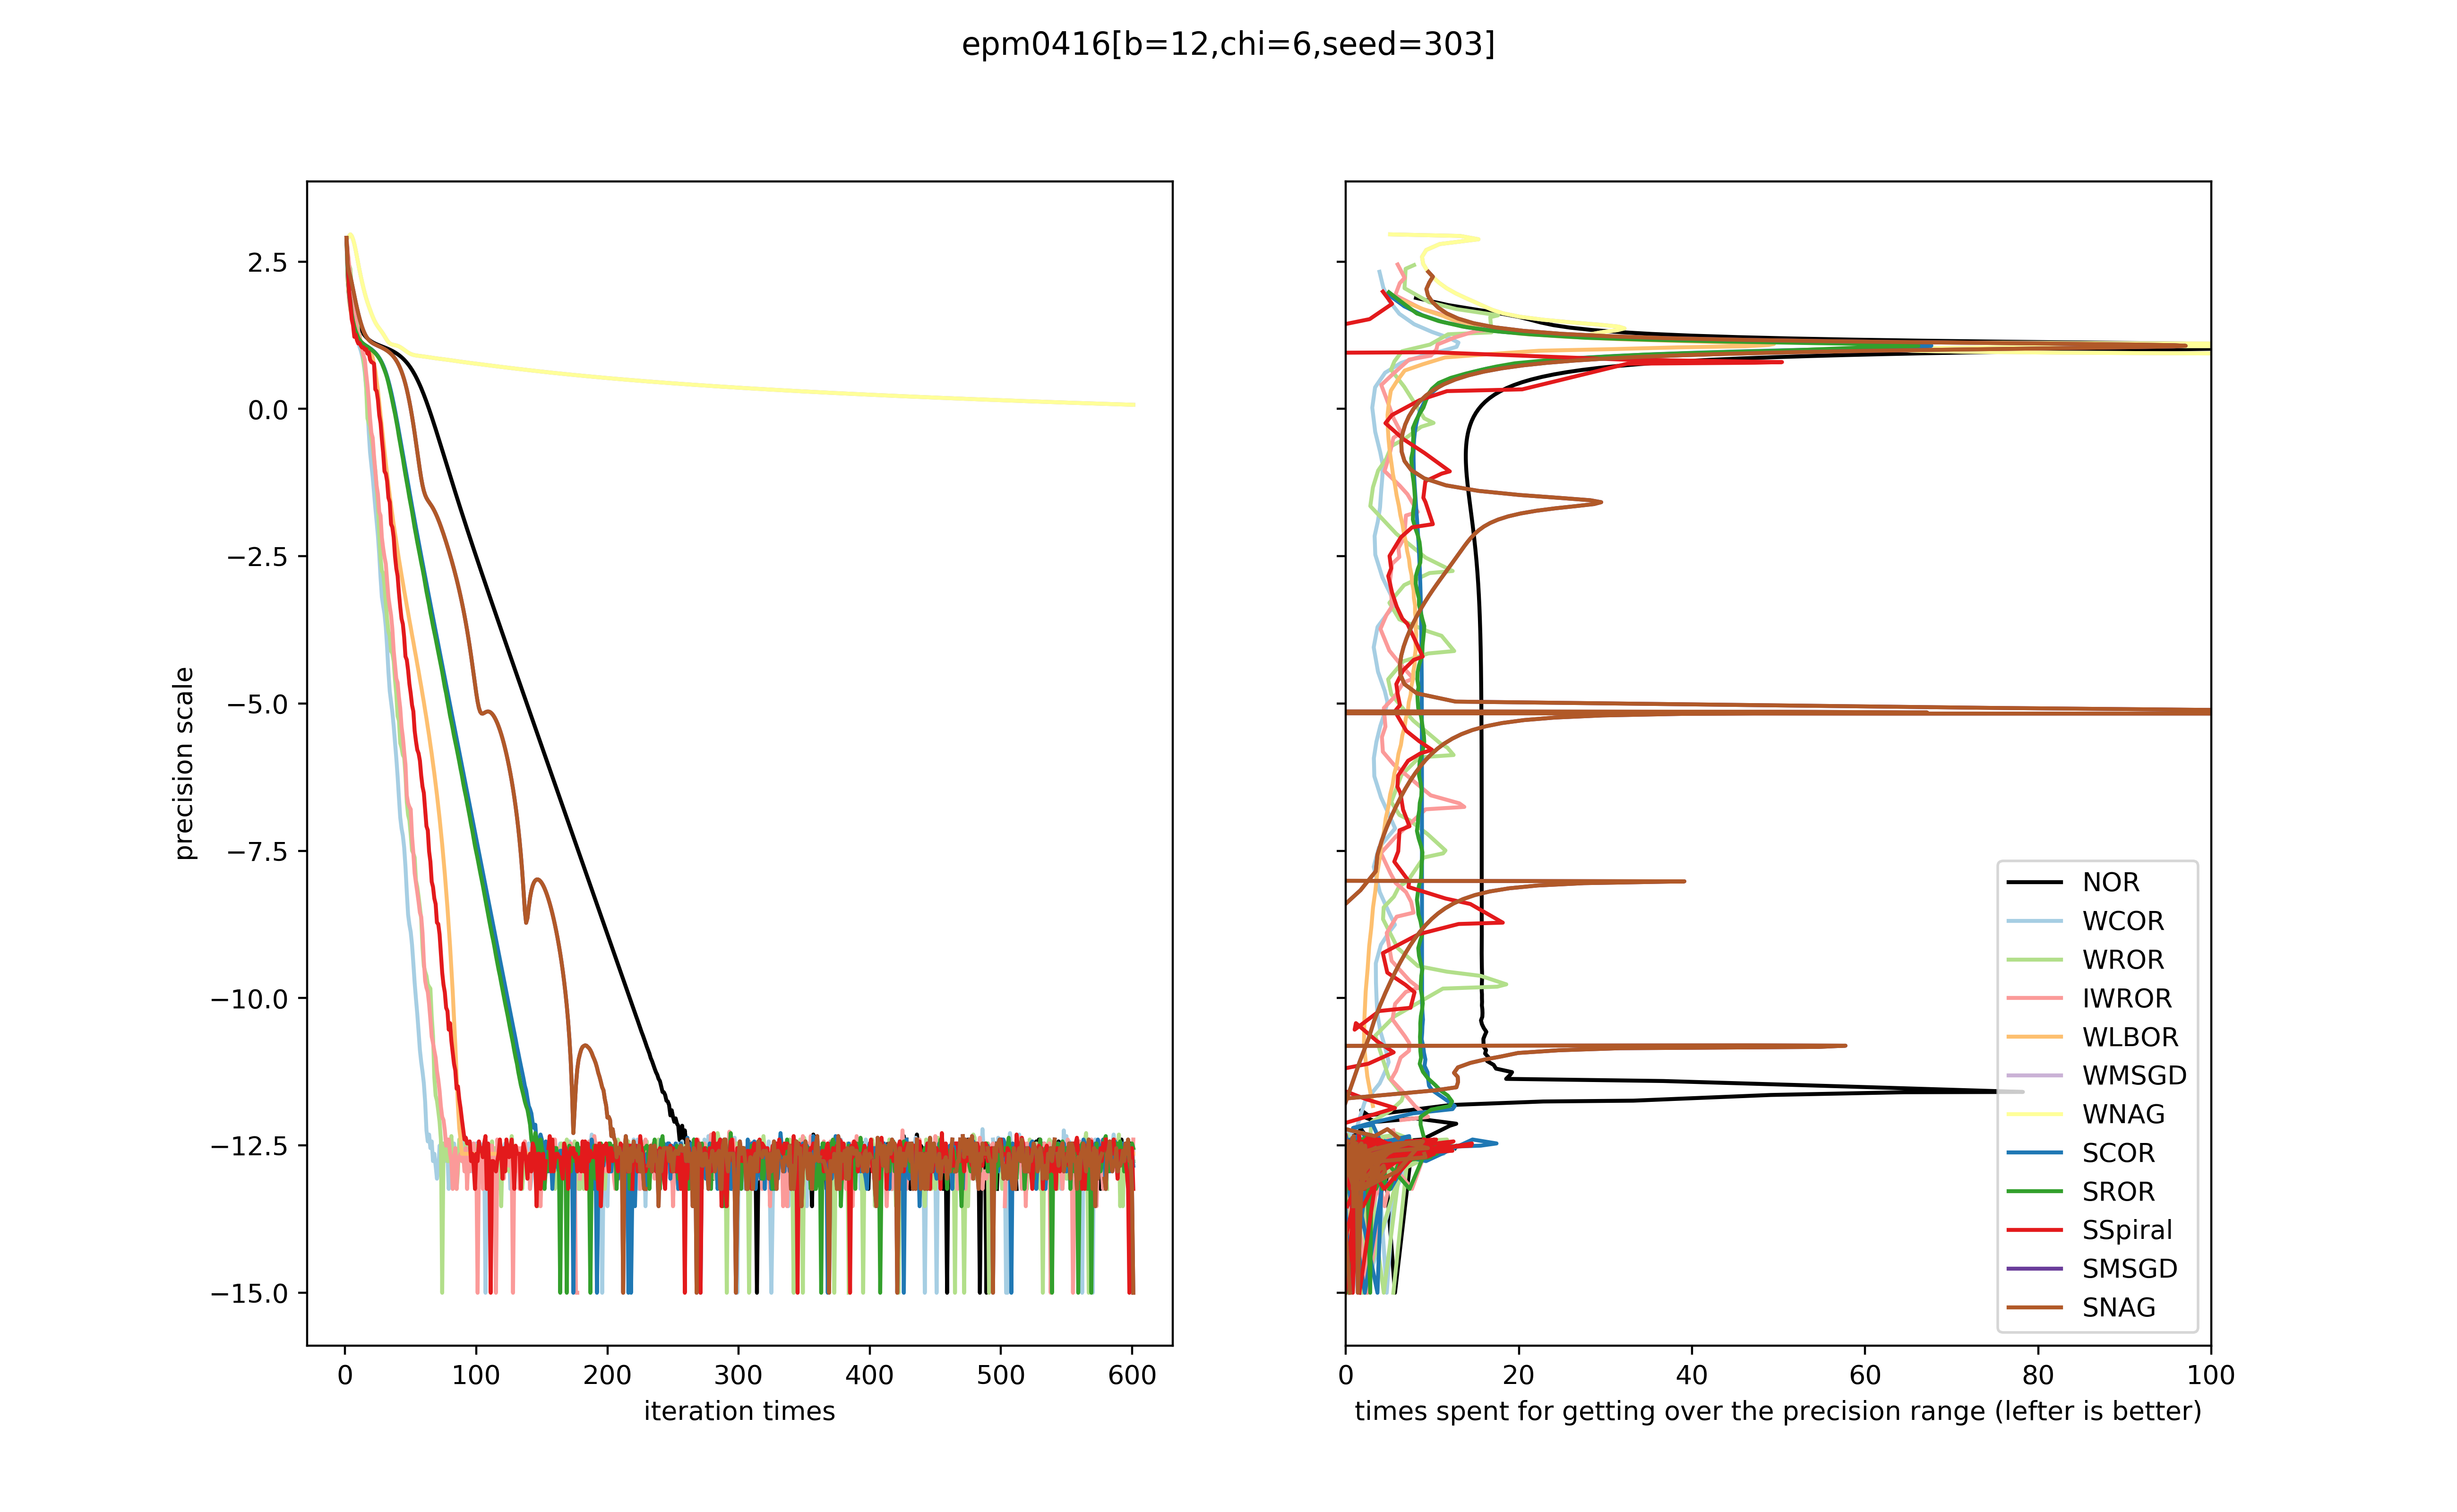 epm0416[b=12,chi=6,seed=303]
precision scale
2.5
0.0
−2.5
−5.0
−7.5
−10.0
−12.5
−15.0
0 100 200 300 400 500 600
iteration times
NOR
WCOR
WROR
IWROR
WLBOR
WMSGD
WNAG
SCOR
SROR
SSpiral
SMSGD
SNAG
0 20 40 60 80 100
times spent for getting over the precision range (lefter is better)